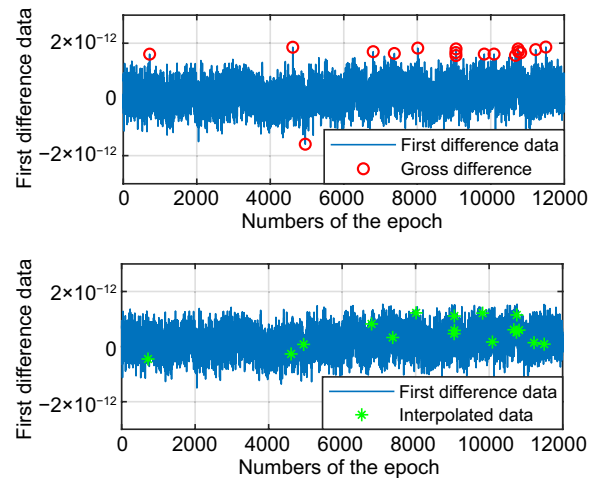 First difference data
2×10⁻¹²
0
−2×10⁻¹²
First difference data
Gross difference
0 2000 4000 6000 8000 10000 12000
Numbers of the epoch
First difference data
2×10⁻¹²
0
−2×10⁻¹²
First difference data
Interpolated data
0 2000 4000 6000 8000 10000 12000
Numbers of the epoch